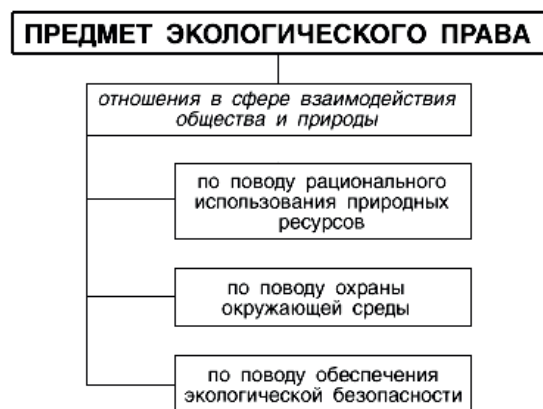 ПРЕДМЕТ ЭКОЛОГИЧЕСКОГО ПРАВА
отношения в сфере взаимодействия
общества и природы
по поводу рационального
использования природных
ресурсов
по поводу охраны
окружающей среды
по поводу обеспечения
экологической безопасности